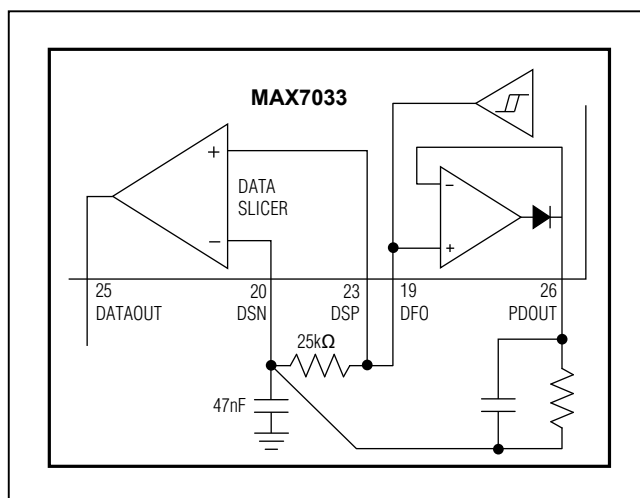 MAX7033
+
DATA
SLICER
−
−
+
25
DATAOUT
20
DSN
23
DSP
19
DFO
26
PDOUT
25kΩ
47nF